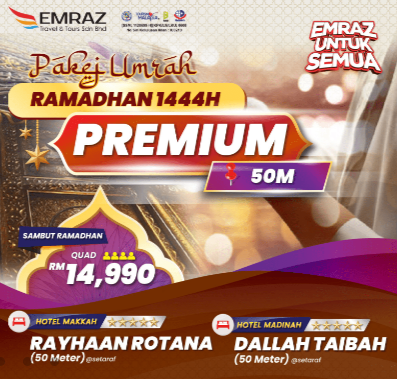 EMRAZ
Travel & Tours Sdn Bhd
EMRAZ
UNTUK
SEMUA
Pakej Umrah
RAMADHAN 1444H
PREMIUM
50M
SAMBUT RAMADHAN
QUAD
RM 14,990
HOTEL MAKKAH
RAYHAAN ROTANA
(50 Meter) @setaraf
HOTEL MADINAH
DALLAH TAIBAH
(50 Meter) @setaraf